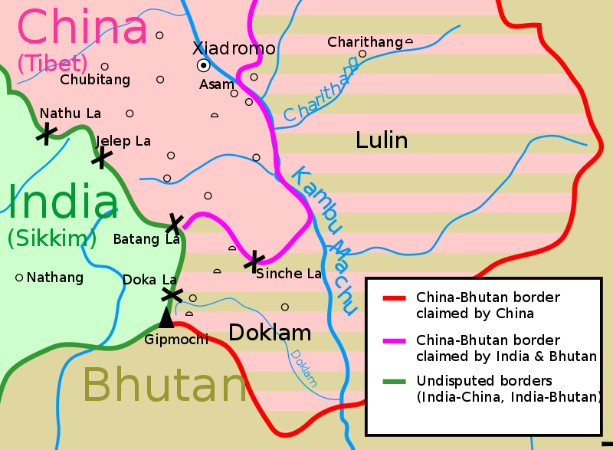 China
(Tibet)
Xiadromo
Charithang
Chubitang
Asam
Charithang
Nathu La
Jelep La
Lulin
India
(Sikkim)
Kambu Machu
Batang La
Nathang
Doka La
Sinche La
Gipmochi
Doklam
Doklam
Bhutan
China-Bhutan border
claimed by China
China-Bhutan border
claimed by India & Bhutan
Undisputed borders
(India-China, India-Bhutan)